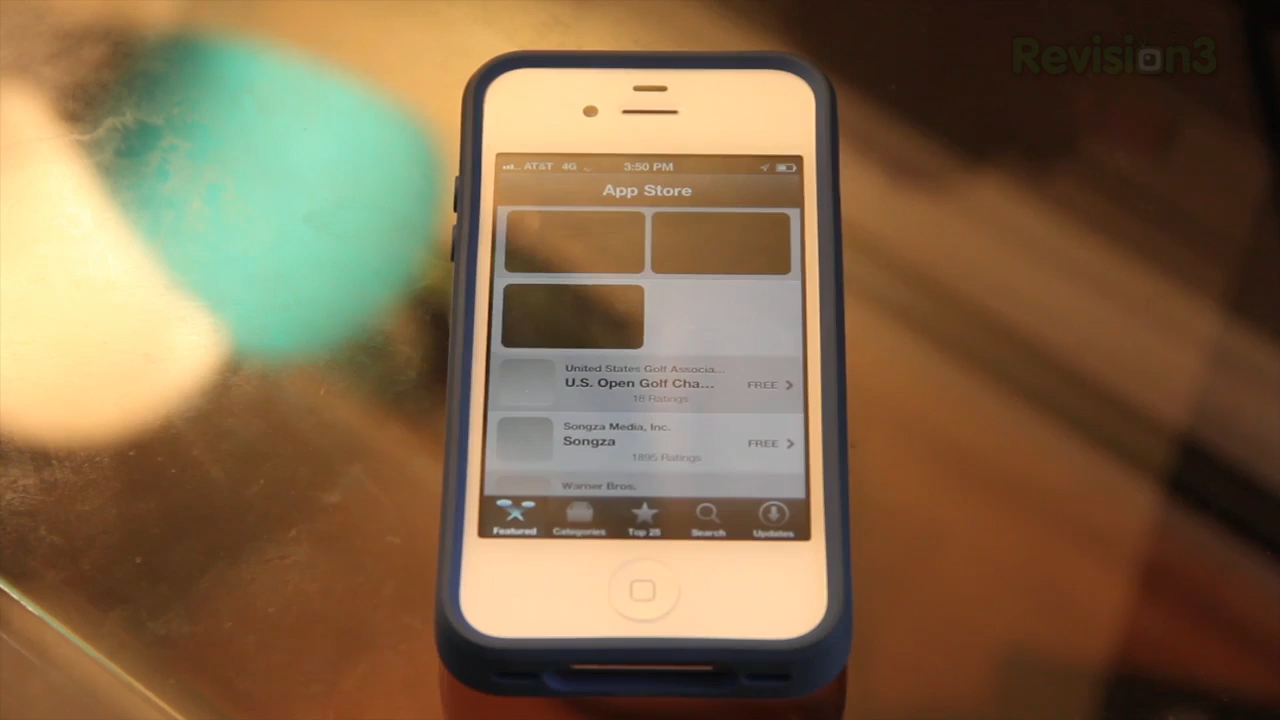 Revision3
AT&T 4G 3:50 PM
App Store
United States Golf Associa...
U.S. Open Golf Cha...
FREE
18 Ratings
Songza Media, Inc.
Songza
FREE
1895 Ratings
Warner Bros.
Featured Categories Top 25 Search Updates